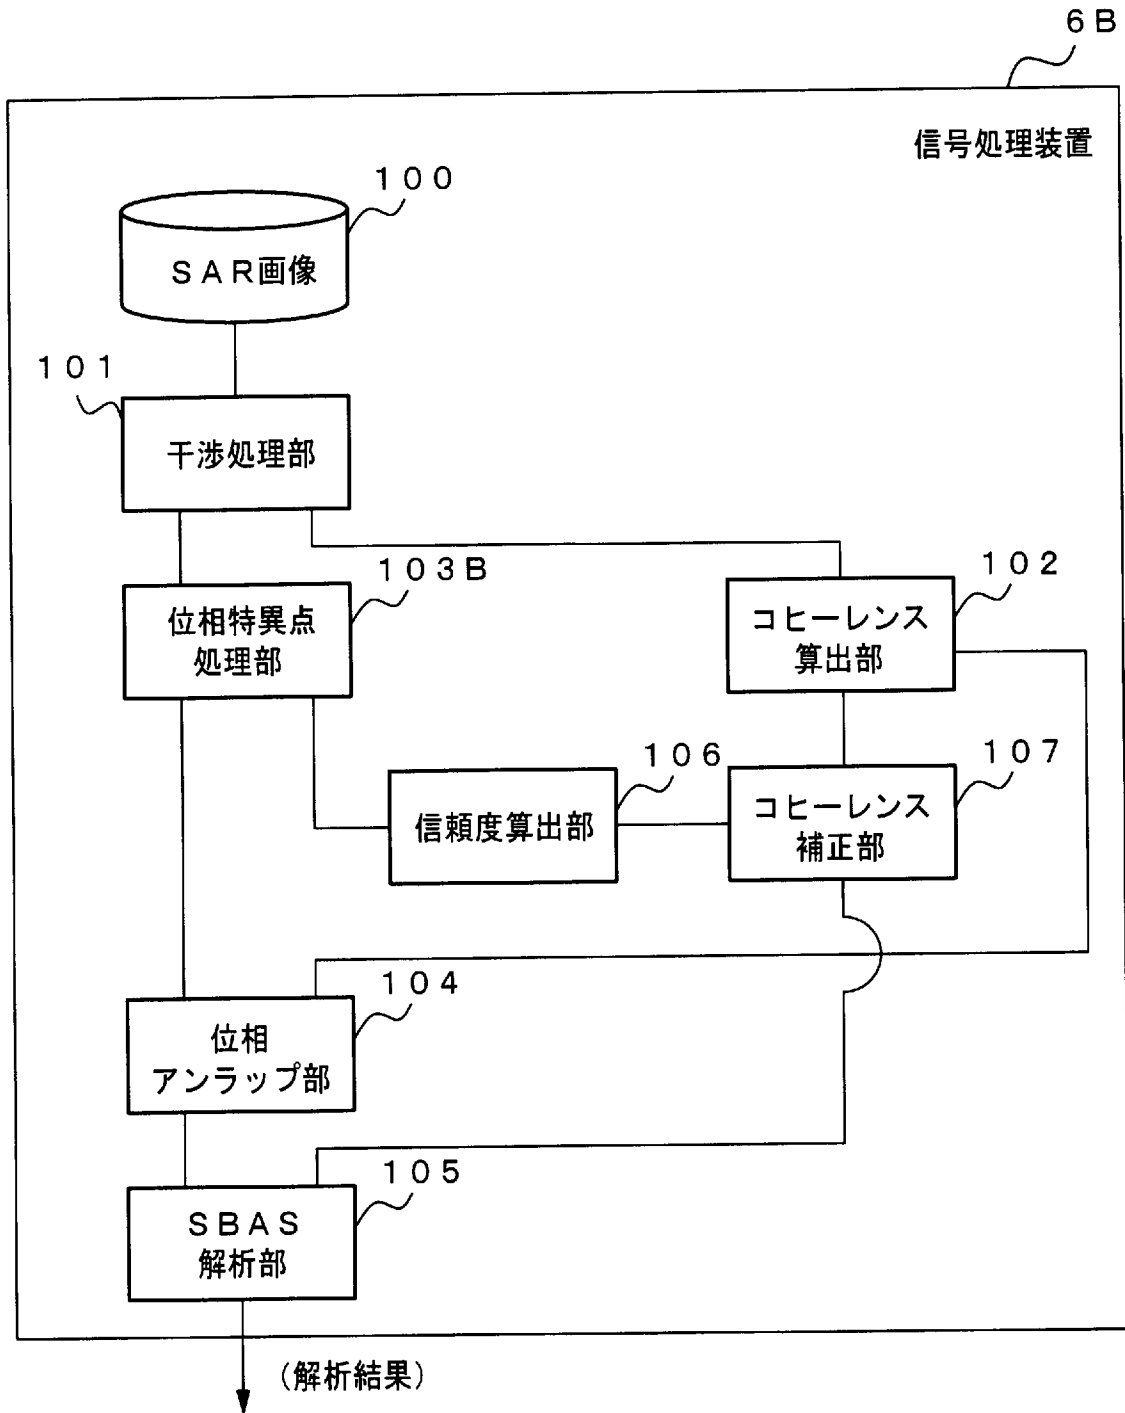 ６Ｂ
信号処理装置
１００
ＳＡＲ画像
１０１
干渉処理部
１０３Ｂ
位相特異点
処理部
１０２
コヒーレンス
算出部
１０６
信頼度算出部
１０７
コヒーレンス
補正部
１０４
位相
アンラップ部
１０５
ＳＢＡＳ
解析部
（解析結果）